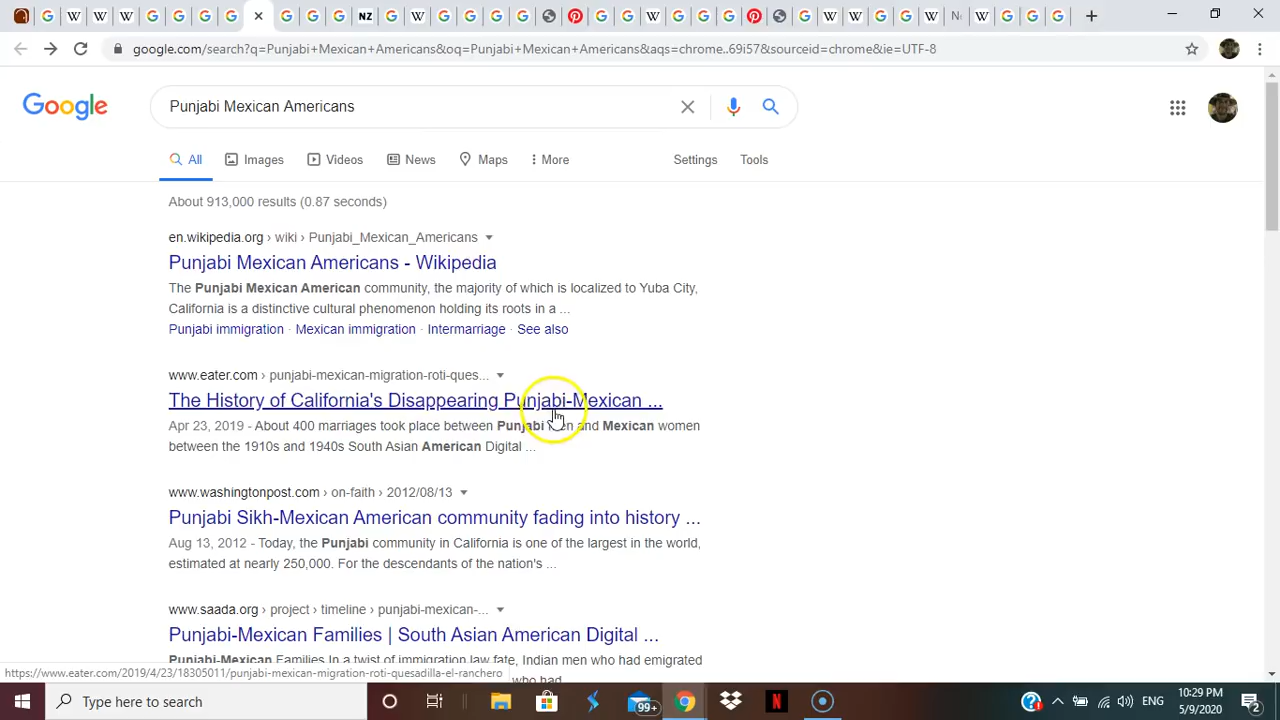 google.com/search?q=Punjabi+Mexican+Americans&oq=Punjabi+Mexican+Americans&aqs=chrome..69i57&sourceid=chrome&ie=UTF-8
Google
Punjabi Mexican Americans
All Images Videos News Maps More Settings Tools
About 913,000 results (0.87 seconds)
en.wikipedia.org › wiki › Punjabi_Mexican_Americans
Punjabi Mexican Americans - Wikipedia
The Punjabi Mexican American community, the majority of which is localized to Yuba City,
California is a distinctive cultural phenomenon holding its roots in a ...
Punjabi immigration · Mexican immigration · Intermarriage · See also
www.eater.com › punjabi-mexican-migration-roti-ques...
The History of California's Disappearing Punjabi-Mexican ...
Apr 23, 2019 - About 400 marriages took place between Punjabi men and Mexican women
between the 1910s and 1940s South Asian American Digital ...
www.washingtonpost.com › on-faith › 2012/08/13
Punjabi Sikh-Mexican American community fading into history ...
Aug 13, 2012 - Today, the Punjabi community in California is one of the largest in the world,
estimated at nearly 250,000. For the descendants of the nation's ...
www.saada.org › project › timeline › punjabi-mexican-...
Punjabi-Mexican Families | South Asian American Digital ...
Punjabi-Mexican Families In a twist of immigration law fate, Indian men who had emigrated
who had
https://www.eater.com/2019/4/23/18305011/punjabi-mexican-migration-roti-quesadilla-el-ranchero
Type here to search
99+
ENG
10:29 PM
5/9/2020
2